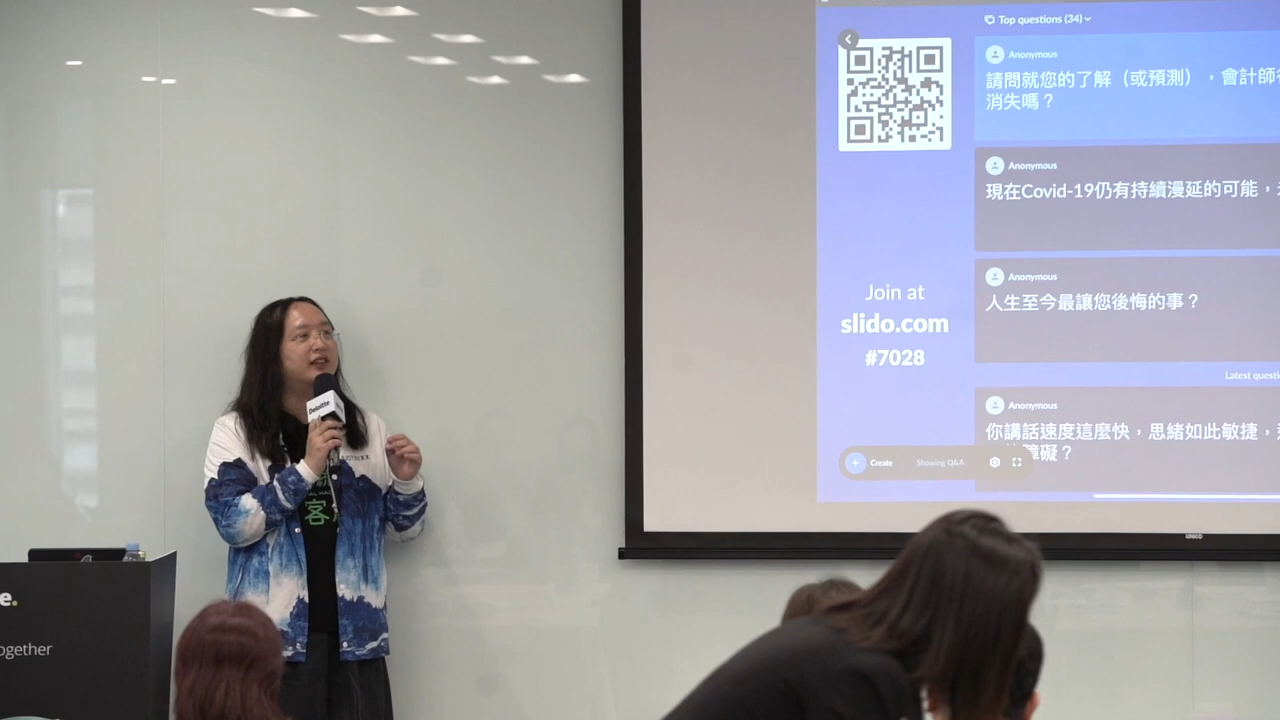 Top questions (34)
Anonymous
請問就您的了解（或預測），會計師
消失嗎？
Anonymous
現在Covid-19仍有持續漫延的可能，
Anonymous
人生至今最讓您後悔的事？
Latest questi
Anonymous
你講話速度這麼快，思緒如此敏捷，
障礙？
Join at
slido.com
#7028
Create
Showing Q&A
Deloitte.
客
e.
ogether